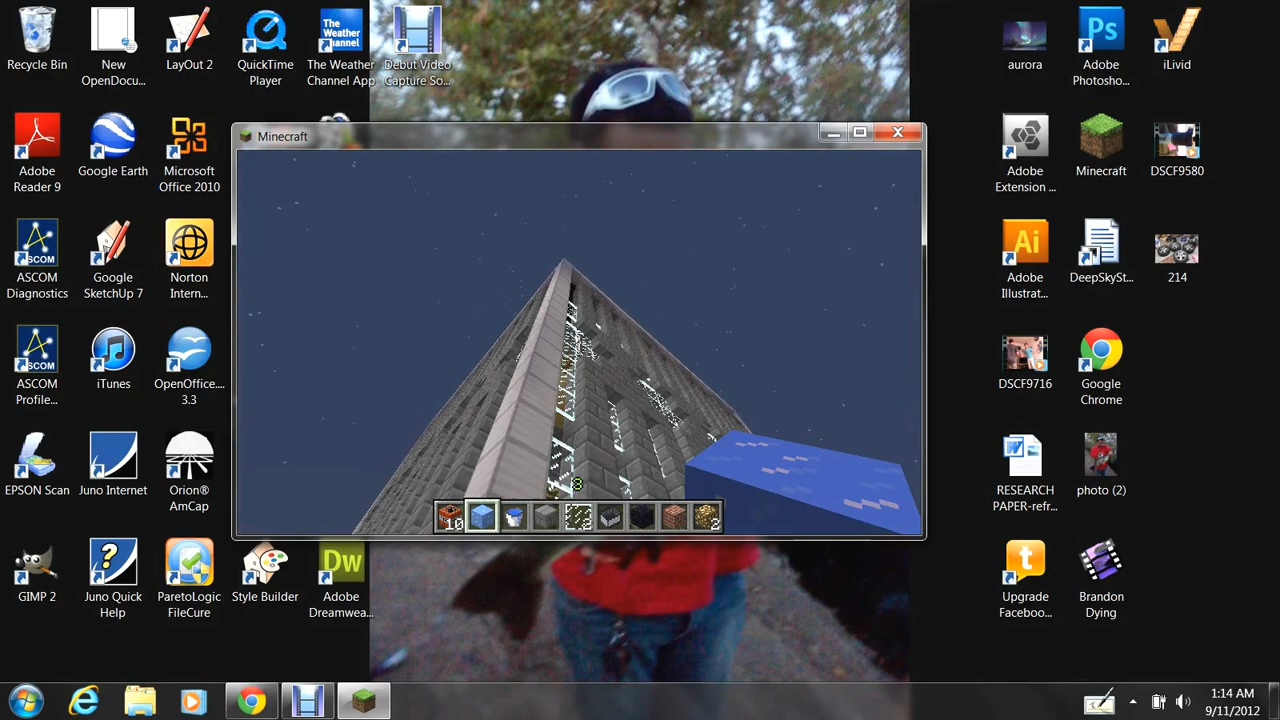 Recycle Bin
New
OpenDocu...
LayOut 2
QuickTime
Player
The
Weather
Channel
The Weather
Channel App
Debut Video
Capture So...
aurora
Ps
Adobe
Photosho...
iLivid
Adobe
Reader 9
Google Earth
Microsoft
Office 2010
Minecraft
Adobe
Extension ...
Minecraft
DSCF9580
ASCOM
Diagnostics
Google
SketchUp 7
Norton
Intern...
Ai
Adobe
Illustrat...
DeepSkySt...
214
ASCOM
ASCOM
Profile...
iTunes
OpenOffice....
3.3
DSCF9716
Google
Chrome
EPSON Scan
Juno Internet
Orion®
AmCap
8
10
2
2
W
RESEARCH
PAPER-refr...
photo (2)
GIMP 2
?
Juno Quick
Help
ParetoLogic
FileCure
Style Builder
Dw
Adobe
Dreamwea...
t
Upgrade
Faceboo...
Brandon
Dying
1:14 AM
9/11/2012